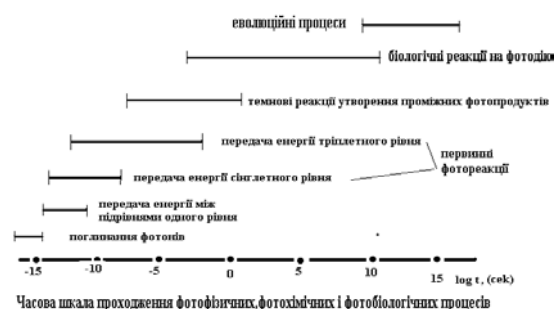 еволюційні процеси
біологічні реакції на фотодію
темнові реакції утворення проміжних фотопродуктів
передача енергії тріплетного рівня
первинні
фотореакції
передача енергії сінглетного рівня
передача енергії між
підрівнями одного рівня
поглинання фотонів
-15 -10 -5 0 5 10 15 log t, (сек)
Часова шкала проходження фотофізичних,фотохімічних і фотобіологічних процесів